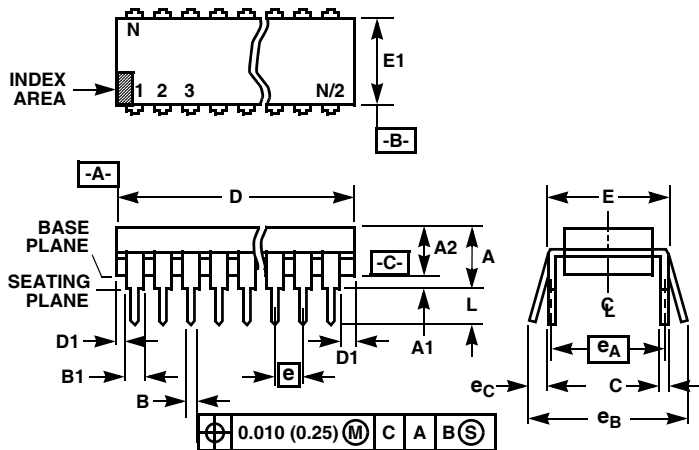 N
E1
INDEX
AREA
1 2 3 N/2
-B-
-A-
D
E
BASE
PLANE
A2
A
-C-
SEATING
PLANE
L
C L
D1
B1
B
e
D1
A1
eA
eC
C
eB
0.010 (0.25) M C A B S